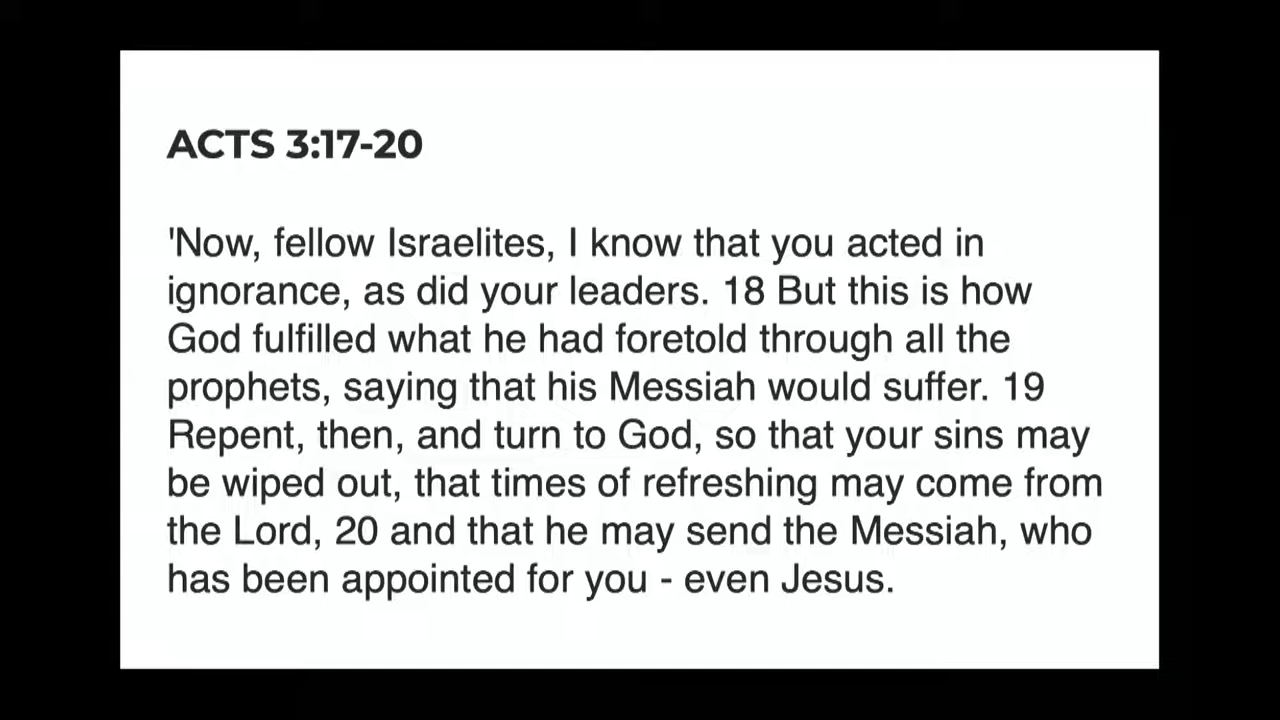 ACTS 3:17-20
'Now, fellow Israelites, I know that you acted in
ignorance, as did your leaders. 18 But this is how
God fulfilled what he had foretold through all the
prophets, saying that his Messiah would suffer. 19
Repent, then, and turn to God, so that your sins may
be wiped out, that times of refreshing may come from
the Lord, 20 and that he may send the Messiah, who
has been appointed for you - even Jesus.